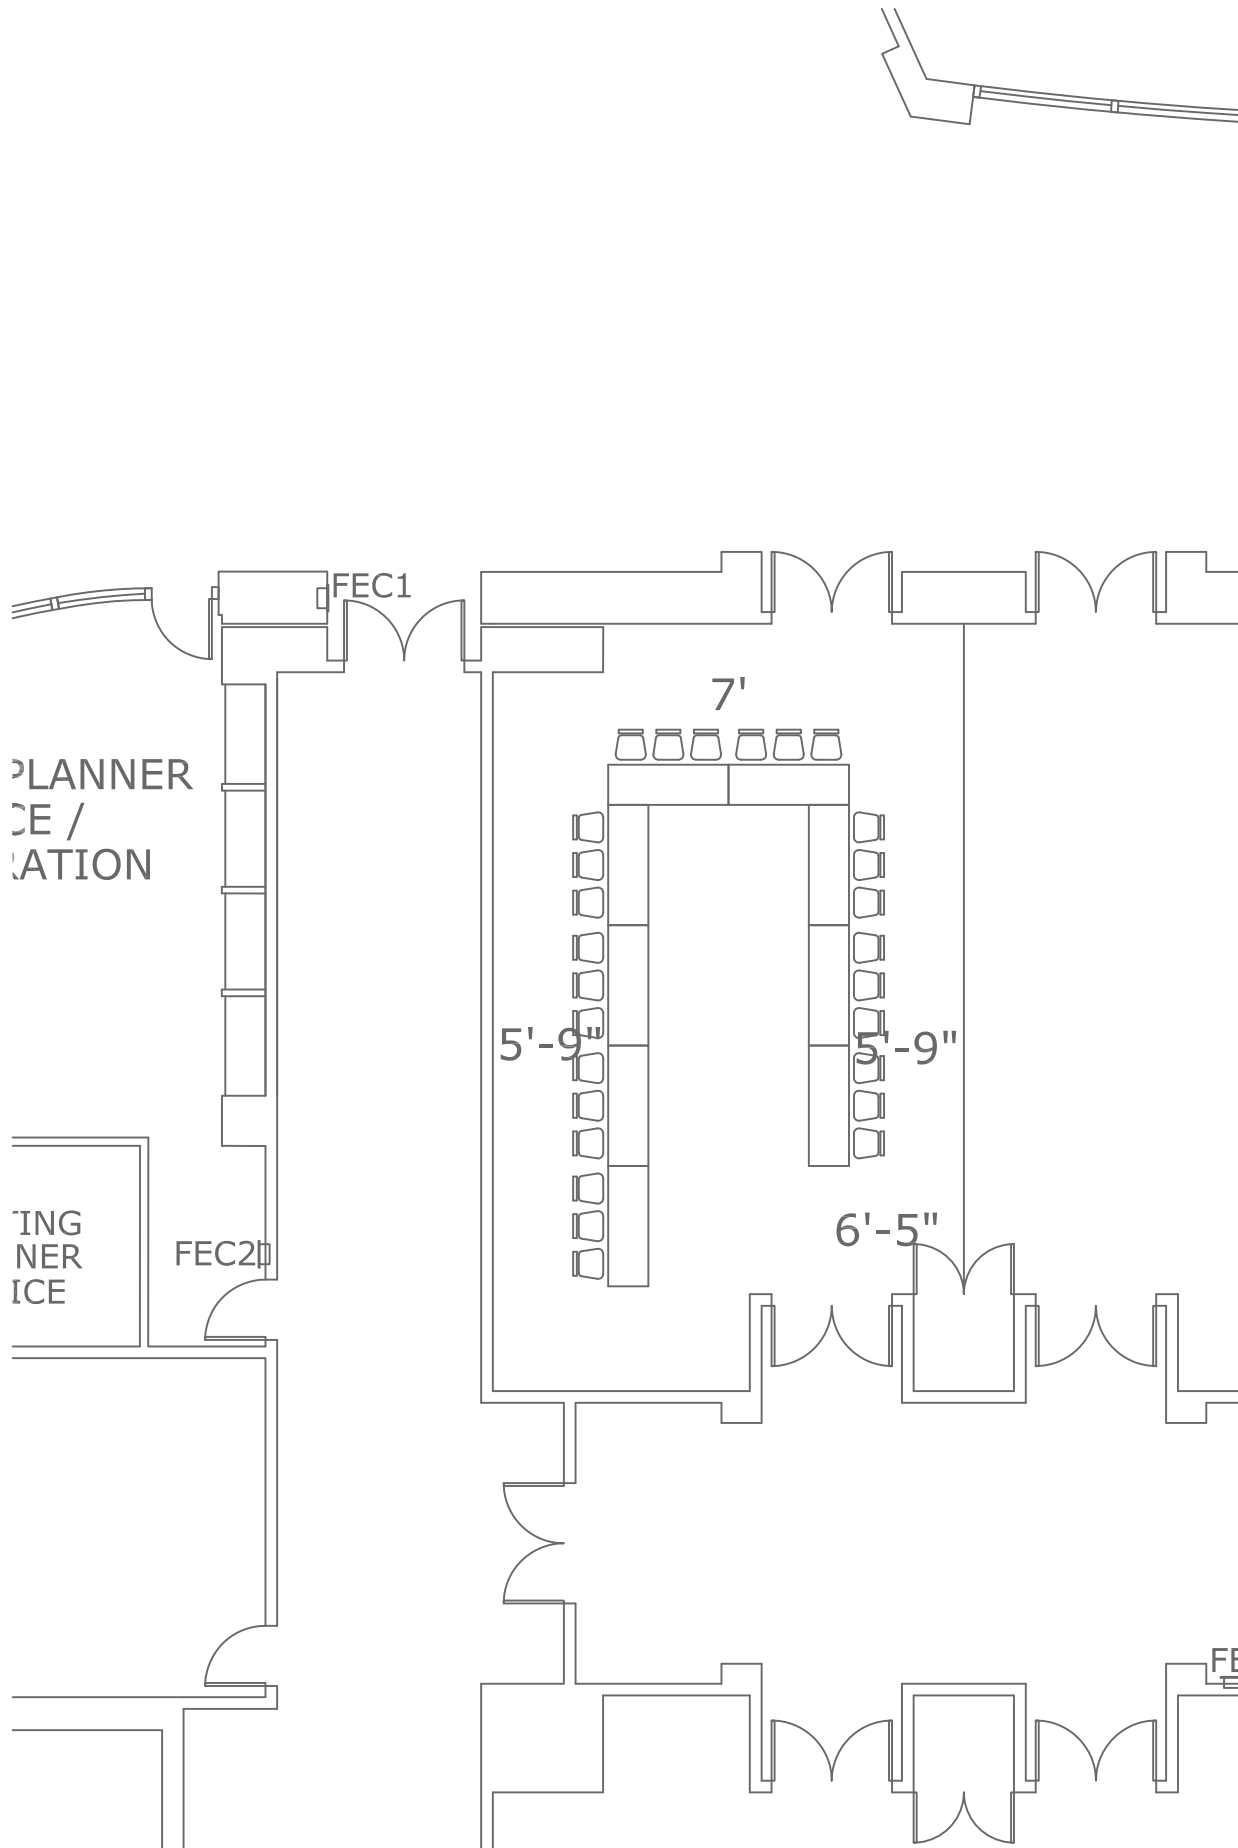 FEC1
7'
PLANNER
CE /
RATION
5'-9"
5'-9"
TING
NER
ICE
FEC2
6'-5"
FE